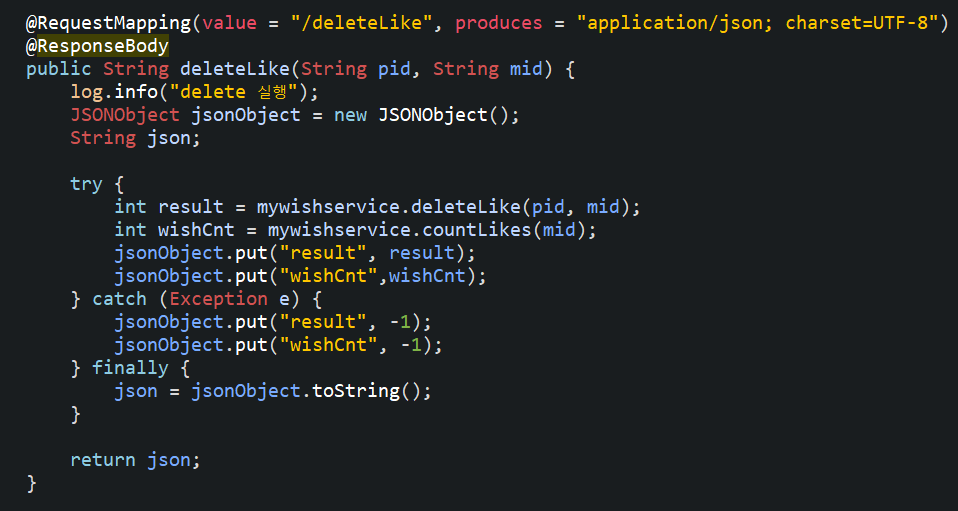 @RequestMapping(value = "/deleteLike", produces = "application/json; charset=UTF-8")
@ResponseBody
public String deleteLike(String pid, String mid) {
    log.info("delete 실행");
    JSONObject jsonObject = new JSONObject();
    String json;
    try {
        int result = mywishservice.deleteLike(pid, mid);
        int wishCnt = mywishservice.countLikes(mid);
        jsonObject.put("result", result);
        jsonObject.put("wishCnt",wishCnt);
    } catch (Exception e) {
        jsonObject.put("result", -1);
        jsonObject.put("wishCnt", -1);
    } finally {
        json = jsonObject.toString();
    }
    return json;
}